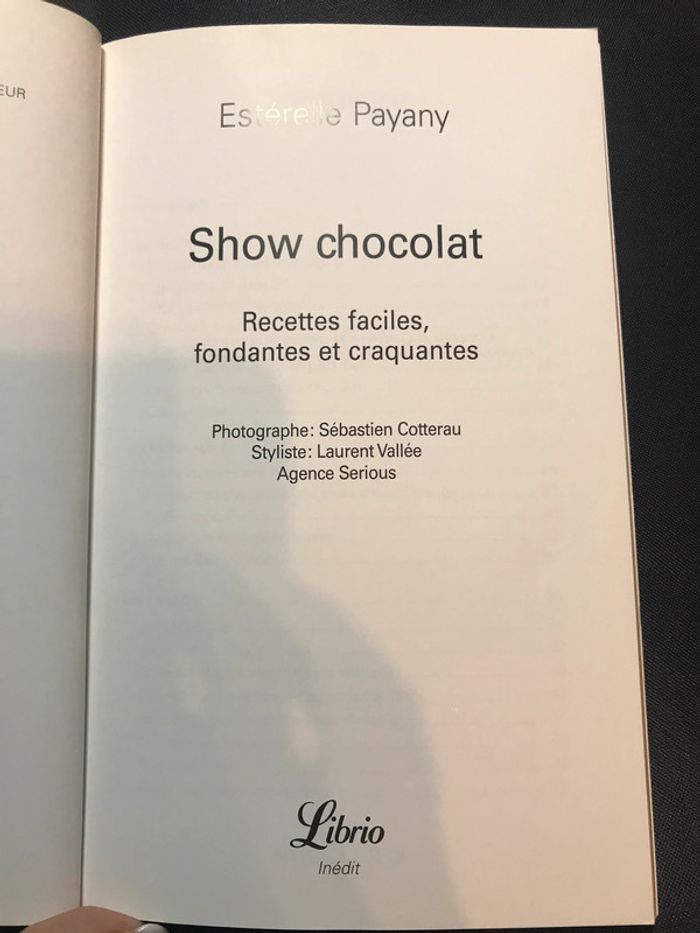 EUR
Estérelle Payany
Show chocolat
Recettes faciles,
fondantes et craquantes
Photographe : Sébastien Cotterau
Styliste : Laurent Vallée
Agence Serious
Librio
Inédit